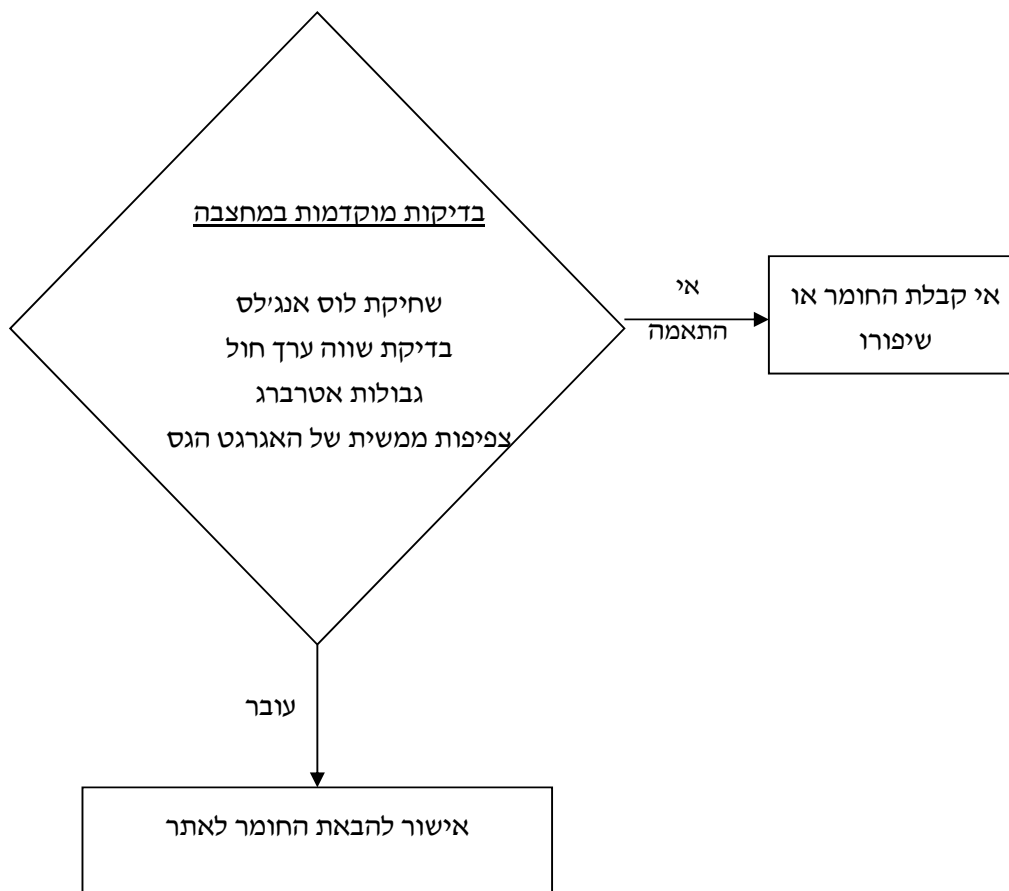 בדיקות מוקדמות במחצבה
שחיקת לוס אנג'לס
בדיקת שווה ערך חול
גבולות אטרברג
צפיפות ממשית של האגרגט הגס
אי
התאמה
אי קבלת החומר או
שיפורו
עובר
אישור להבאת החומר לאתר